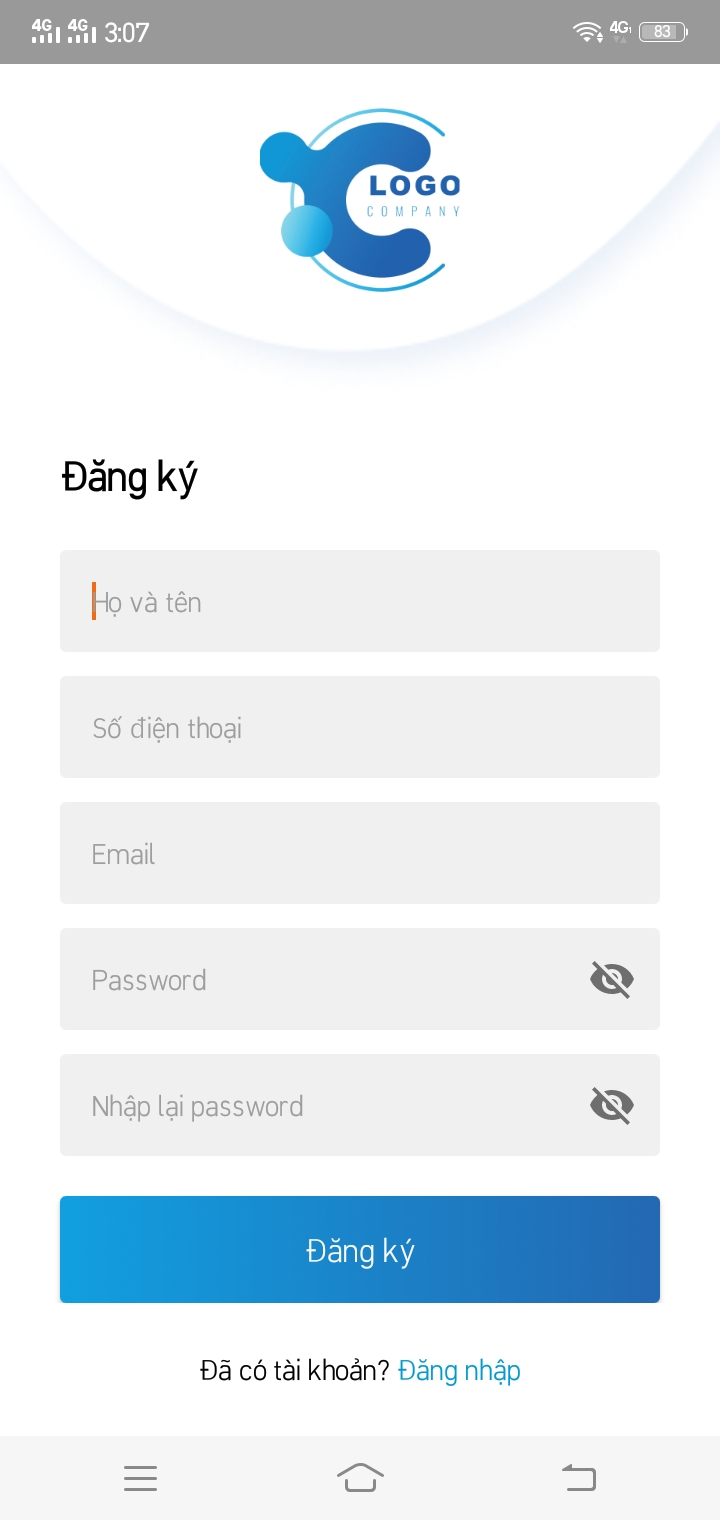 4G 4G 3:07 4G 83
LOGO
COMPANY
Đăng ký
Họ và tên
Số điện thoại
Email
Password
Nhập lại password
Đăng ký
Đã có tài khoản? Đăng nhập